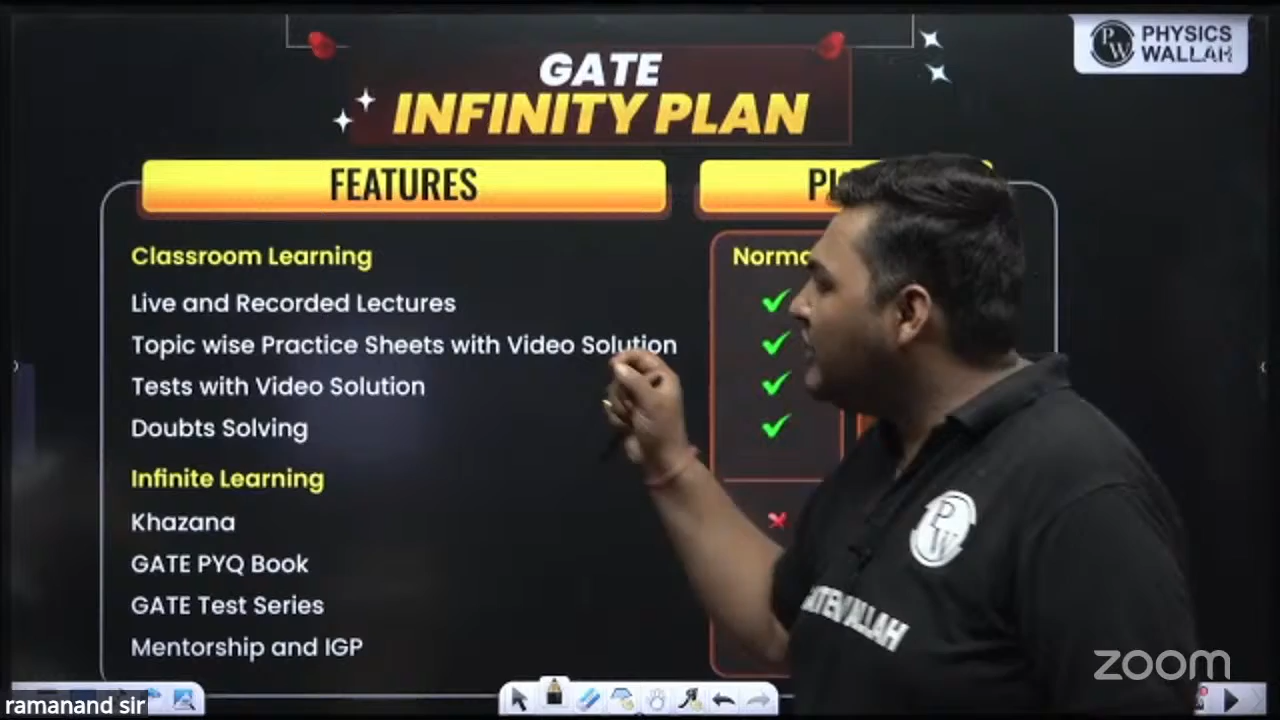 GATE
INFINITY PLAN
PHYSICS
WALLAH
FEATURES
Classroom Learning
Live and Recorded Lectures
Topic wise Practice Sheets with Video Solution
Tests with Video Solution
Doubts Solving
Infinite Learning
Khazana
GATE PYQ Book
GATE Test Series
Mentorship and IGP
PW
zoom
ramanand sir